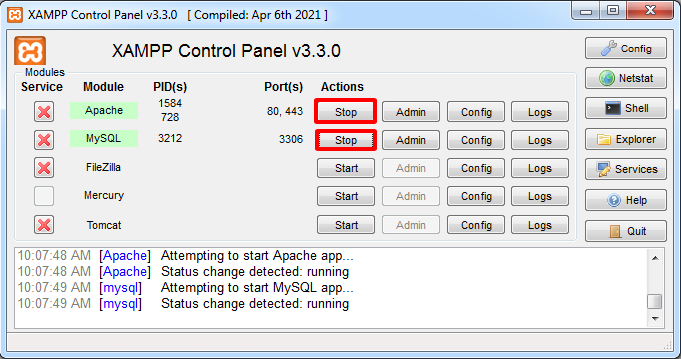 XAMPP Control Panel v3.3.0 [ Compiled: Apr 6th 2021 ]
XAMPP Control Panel v3.3.0
Config
Modules
Service Module PID(s) Port(s) Actions
Netstat
Apache 1584 728 80, 443 Stop Admin Config Logs
Shell
MySQL 3212 3306 Stop Admin Config Logs
Explorer
FileZilla Start Admin Config Logs
Services
Mercury Start Admin Config Logs
Help
Tomcat Start Admin Config Logs
Quit
10:07:48 AM [Apache] Attempting to start Apache app...
10:07:48 AM [Apache] Status change detected: running
10:07:49 AM [mysql] Attempting to start MySQL app...
10:07:49 AM [mysql] Status change detected: running